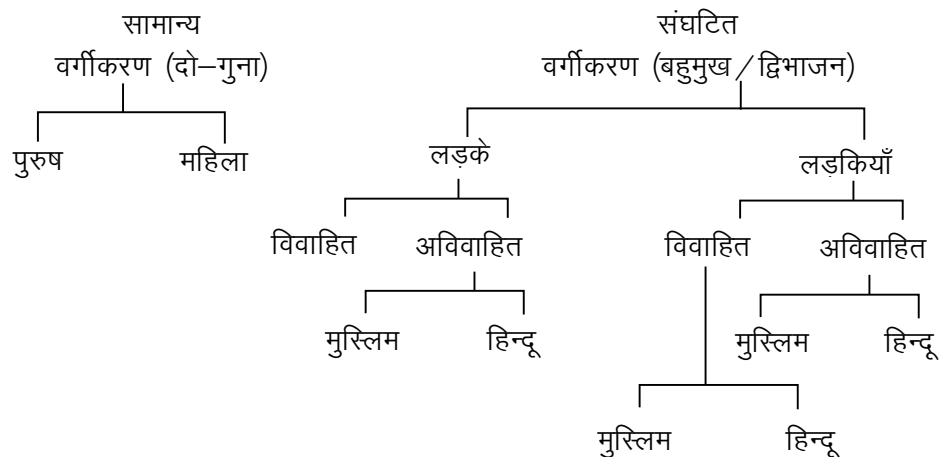 सामान्य
वर्गीकरण (दो–गुना)
पुरुष महिला
संघटित
वर्गीकरण (बहुमुख / द्विभाजन)
लड़के लड़कियाँ
विवाहित अविवाहित विवाहित अविवाहित
मुस्लिम हिन्दू मुस्लिम हिन्दू
मुस्लिम हिन्दू